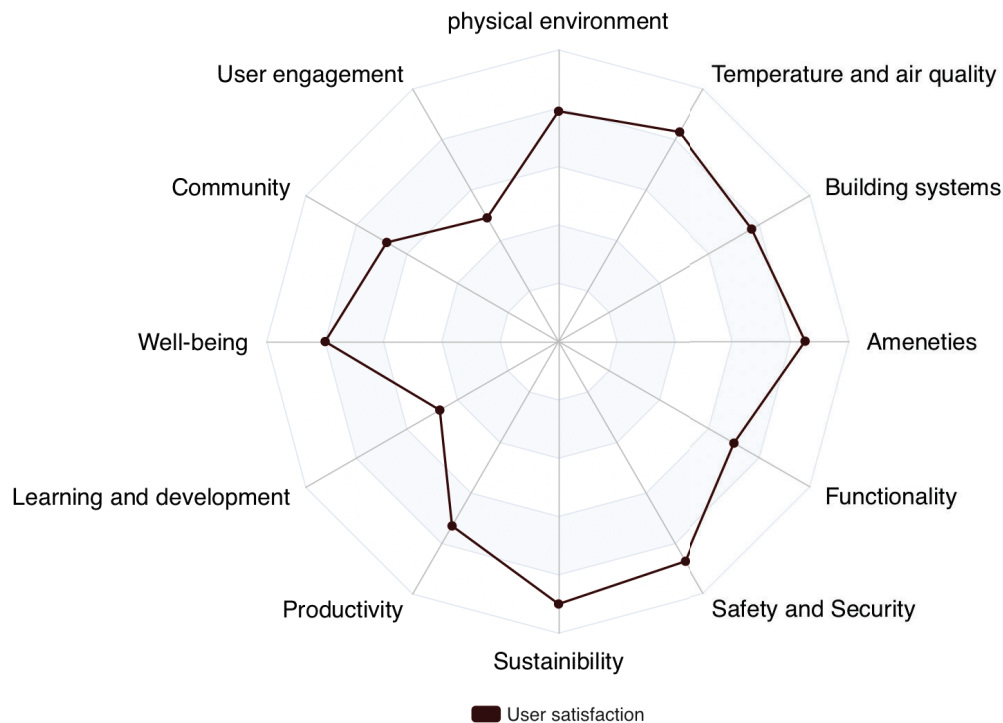 physical environment
User engagement
Temperature and air quality
Community
Building systems
Well-being
Ameneties
Learning and development
Functionality
Productivity
Safety and Security
Sustainibility
User satisfaction